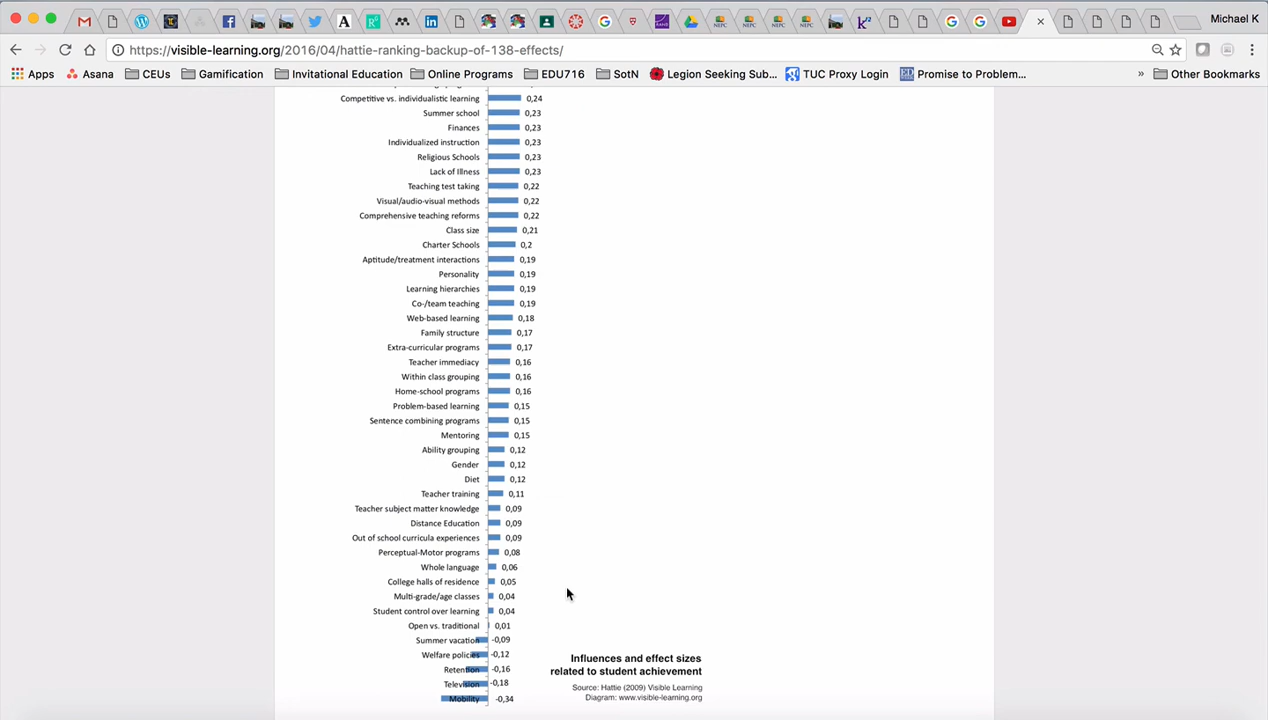 Michael K
https://visible-learning.org/2016/04/hattie-ranking-backup-of-138-effects/
Apps Asana CEUs Gamification Invitational Education Online Programs EDU716 SotN Legion Seeking Sub... TUC Proxy Login Promise to Problem... » Other Bookmarks
Competitive vs. individualistic learning 0,24
Summer school 0,23
Finances 0,23
Individualized instruction 0,23
Religious Schools 0,23
Lack of Illness 0,23
Teaching test taking 0,22
Visual/audio-visual methods 0,22
Comprehensive teaching reforms 0,22
Class size 0,21
Charter Schools 0,2
Aptitude/treatment interactions 0,19
Personality 0,19
Learning hierarchies 0,19
Co-/team teaching 0,19
Web-based learning 0,18
Family structure 0,17
Extra-curricular programs 0,17
Teacher immediacy 0,16
Within class grouping 0,16
Home-school programs 0,16
Problem-based learning 0,15
Sentence combining programs 0,15
Mentoring 0,15
Ability grouping 0,12
Gender 0,12
Diet 0,12
Teacher training 0,11
Teacher subject matter knowledge 0,09
Distance Education 0,09
Out of school curricula experiences 0,09
Perceptual-Motor programs 0,08
Whole language 0,06
College halls of residence 0,05
Multi-grade/age classes 0,04
Student control over learning 0,04
Open vs. traditional 0,01
Summer vacation -0,09
Welfare policies -0,12
Retention -0,16
Television -0,18
Mobility -0,34
Influences and effect sizes
related to student achievement
Source: Hattie (2009) Visible Learning
Diagram: www.visible-learning.org